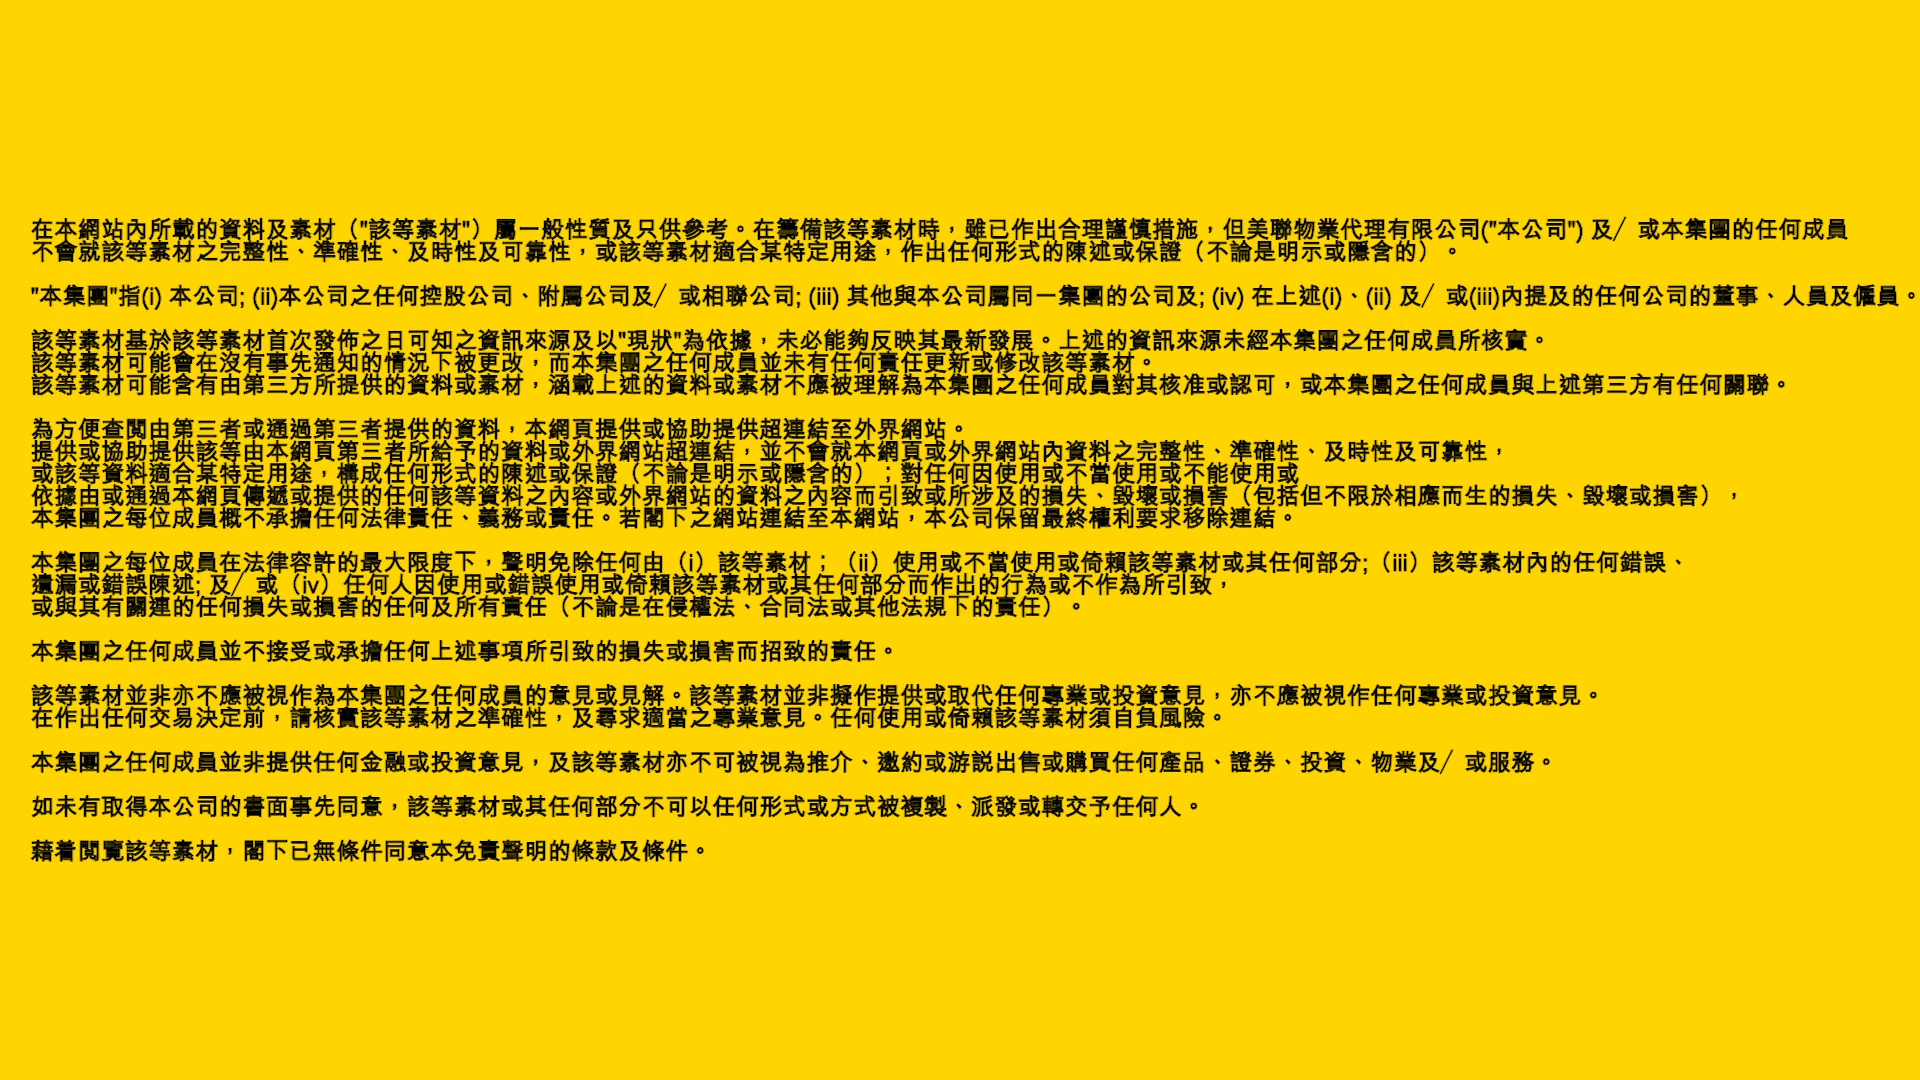 在本網站內所載的資料及素材（"該等素材"）屬一般性質及只供參考。在籌備該等素材時，雖已作出合理謹慎措施，但美聯物業代理有限公司("本公司") 及╱ 或本集團的任何成員
不會就該等素材之完整性、準確性、及時性及可靠性，或該等素材適合某特定用途，作出任何形式的陳述或保證（不論是明示或隱含的）。
"本集團"指(i) 本公司; (ii)本公司之任何控股公司、附屬公司及╱ 或相聯公司; (iii) 其他與本公司屬同一集團的公司及; (iv) 在上述(i)、(ii) 及╱ 或(iii)內提及的任何公司的董事、人員及僱員。
該等素材基於該等素材首次發佈之日可知之資訊來源及以"現狀"為依據，未必能夠反映其最新發展。上述的資訊來源未經本集團之任何成員所核實。
該等素材可能會在沒有事先通知的情況下被更改，而本集團之任何成員並未有任何責任更新或修改該等素材。
該等素材可能含有由第三方所提供的資料或素材，涵載上述的資料或素材不應被理解為本集團之任何成員對其核准或認可，或本集團之任何成員與上述第三方有任何關聯。
為方便查閱由第三者或通過第三者提供的資料，本網頁提供或協助提供超連結至外界網站。
提供或協助提供該等由本網頁第三者所給予的資料或外界網站超連結，並不會就本網頁或外界網站內資料之完整性、準確性、及時性及可靠性，
或該等資料適合某特定用途，構成任何形式的陳述或保證（不論是明示或隱含的）；對任何因使用或不當使用或不能使用或
依據由或通過本網頁傳遞或提供的任何該等資料之內容或外界網站的資料之內容而引致或所涉及的損失、毀壞或損害（包括但不限於相應而生的損失、毀壞或損害），
本集團之每位成員概不承擔任何法律責任、義務或責任。若閣下之網站連結至本網站，本公司保留最終權利要求移除連結。
本集團之每位成員在法律容許的最大限度下，聲明免除任何由（i）該等素材；（ii）使用或不當使用或倚賴該等素材或其任何部分;（iii）該等素材內的任何錯誤、
遺漏或錯誤陳述; 及╱ 或（iv）任何人因使用或錯誤使用或倚賴該等素材或其任何部分而作出的行為或不作為所引致，
或與其有關連的任何損失或損害的任何及所有責任（不論是在侵權法、合同法或其他法規下的責任）。
本集團之任何成員並不接受或承擔任何上述事項所引致的損失或損害而招致的責任。
該等素材並非亦不應被視作為本集團之任何成員的意見或見解。該等素材並非擬作提供或取代任何專業或投資意見，亦不應被視作任何專業或投資意見。
在作出任何交易決定前，請核實該等素材之準確性，及尋求適當之專業意見。任何使用或倚賴該等素材須自負風險。
本集團之任何成員並非提供任何金融或投資意見，及該等素材亦不可被視為推介、邀約或游説出售或購買任何產品、證券、投資、物業及╱ 或服務。
如未有取得本公司的書面事先同意，該等素材或其任何部分不可以任何形式或方式被複製、派發或轉交予任何人。
藉着閱覽該等素材，閣下已無條件同意本免責聲明的條款及條件。